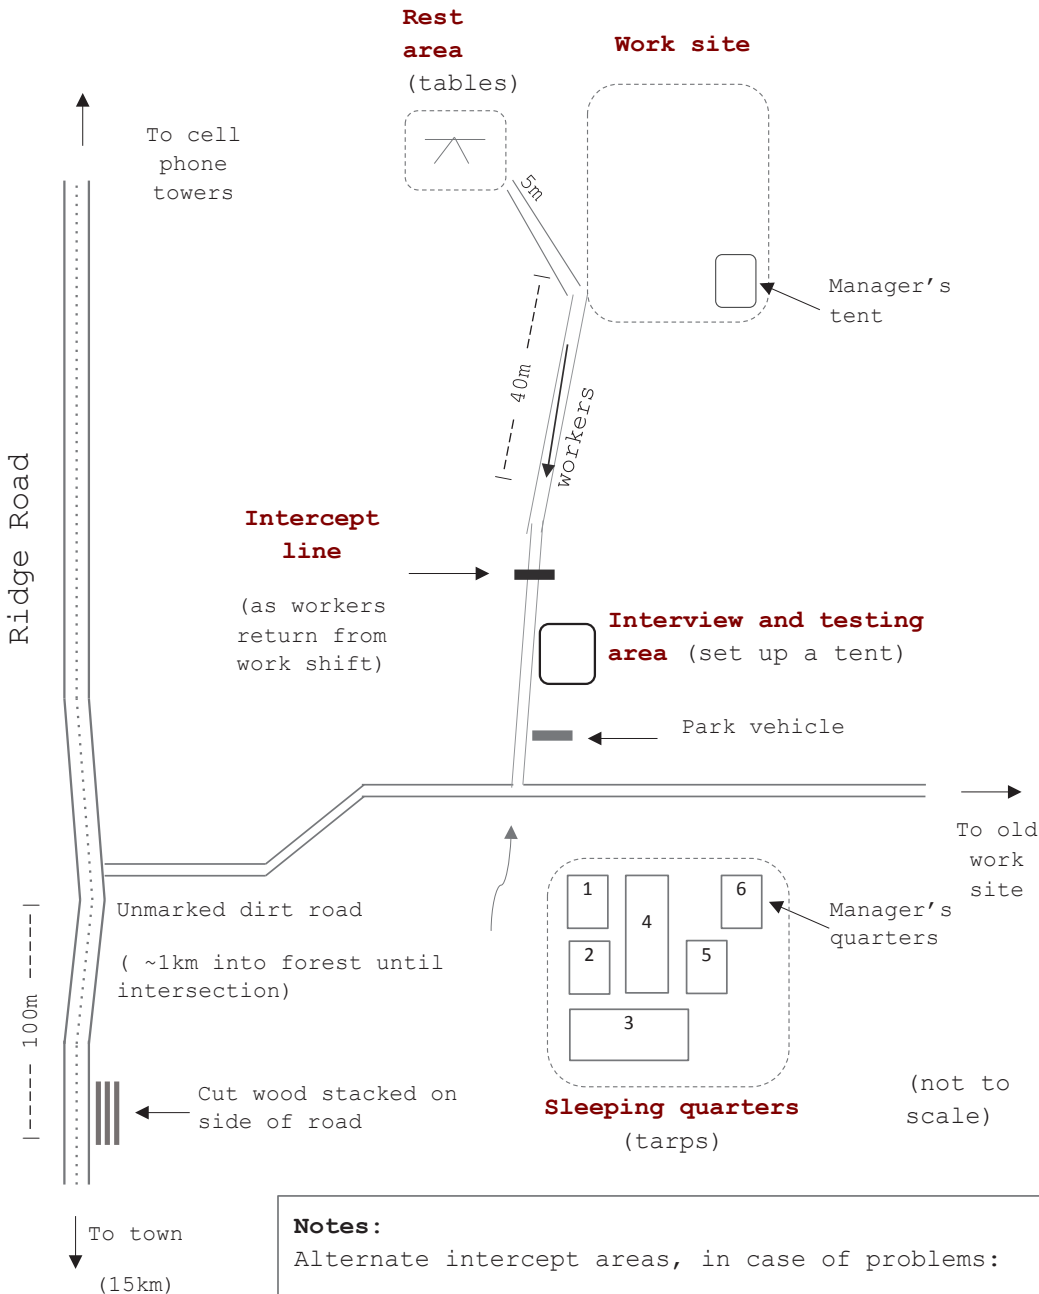 Rest
area
(tables)
Work site
To cell
phone
towers
5m
Manager's
tent
40m
workers
Ridge Road
Intercept
line
(as workers
return from
work shift)
Interview and testing
area (set up a tent)
Park vehicle
To old
work
site
Unmarked dirt road
( ~1km into forest until
intersection)
100m
1
2
3
4
5
6
Manager's
quarters
Cut wood stacked on
side of road
Sleeping quarters
(tarps)
(not to
scale)
To town
(15km)
Notes:
Alternate intercept areas, in case of problems: